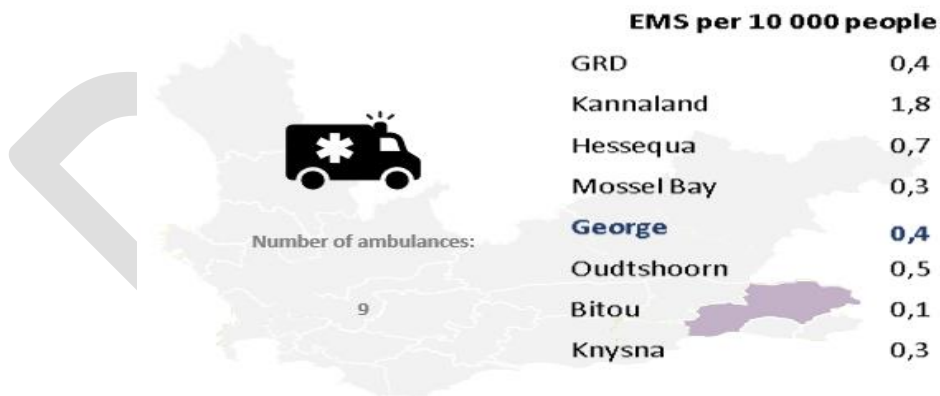 EMS per 10 000 people
GRD 0,4
Kannaland 1,8
Hessequa 0,7
Mossel Bay 0,3
George 0,4
Number of ambulances:
Oudtshoorn 0,5
9
Bitou 0,1
Knysna 0,3